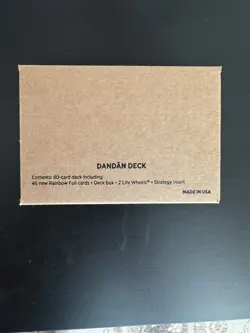 DANDÂN DECK
Contents: 80-card deck including
46 new Rainbow Foil cards • Deck box • 2 Life Wheels™ • Strategy insert
MADE IN USA